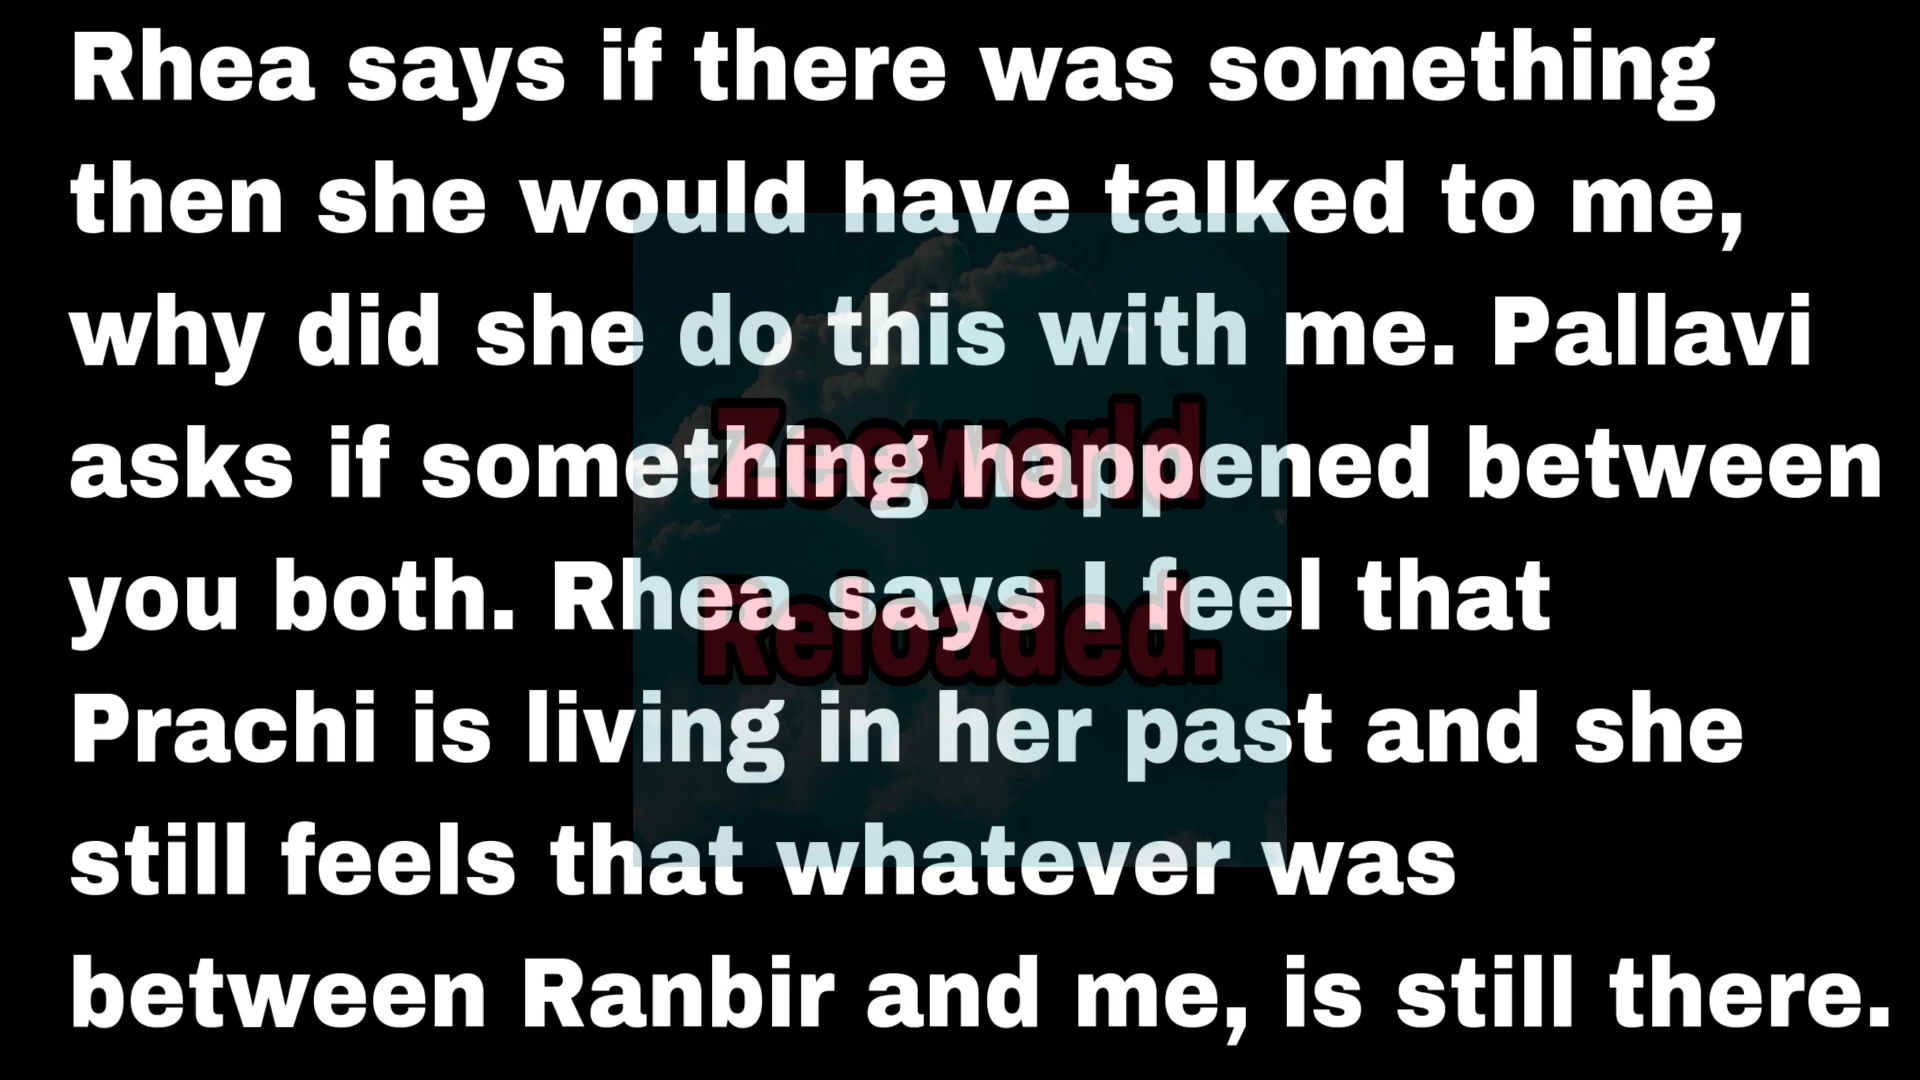 Rhea says if there was something
then she would have talked to me,
why did she do this with me. Pallavi
asks if something happened between
you both. Rhea says I feel that
Prachi is living in her past and she
still feels that whatever was
between Ranbir and me, is still there.
Zeeworld
Reloaded.